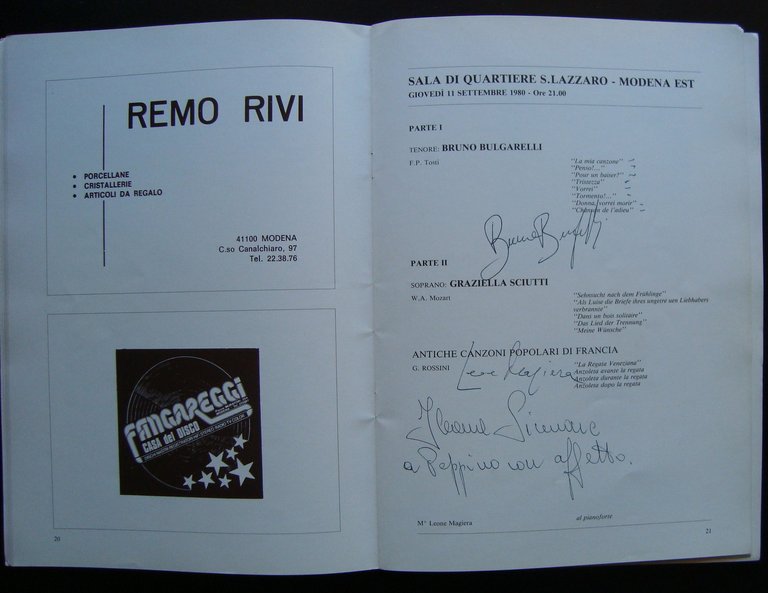 REMO RIVI
• PORCELLANE
• CRISTALLERIE
• ARTICOLI DA REGALO
41100 MODENA
C.so Canalchiaro, 97
Tel. 22.38.76
FANGAREGGI
CASA del DISCO
20
SALA DI QUARTIERE S.LAZZARO - MODENA EST
GIOVEDÌ 11 SETTEMBRE 1980 - Ore 21.00
PARTE I
TENORE: BRUNO BULGARELLI
F.P. Tosti
"La mia canzone"
"Penso!..."
"Pour un baiser!"
"Tristezza"
"Vorrei"
"Tormento!..."
"Donna, vorrei morir"
"Chanson de l'adieu"
Bruno
PARTE II
SOPRANO: GRAZIELLA SCIUTTI
W.A. Mozart
"Sehnsucht nach dem Frühlinge"
"Als Luise die Briefe ihres ungetreuen Liebhabers
verbrannte"
"Dans un bois solitaire"
"Das Lied der Trennung"
"Meine Wünsche"
ANTICHE CANZONI POPOLARI DI FRANCIA
G. ROSSINI
"La Regata Veneziana"
Anzoleta avante la regata
Anzoleta durante la regata
Anzoleta dopo la regata
Leone Magiera
a Peppino con affetto.
al pianoforte
M° Leone Magiera
21